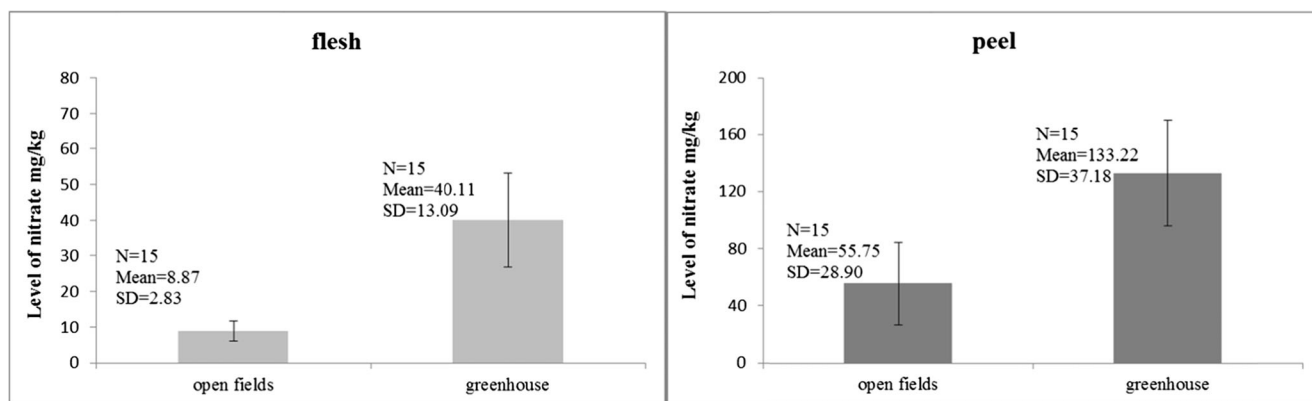 flesh
Level of nitrate mg/kg
80
70
60
50
40
30
20
10
0
N=15
Mean=8.87
SD=2.83
N=15
Mean=40.11
SD=13.09
open fields
greenhouse
peel
Level of nitrate mg/kg
200
160
120
80
40
0
N=15
Mean=55.75
SD=28.90
N=15
Mean=133.22
SD=37.18
open fields
greenhouse